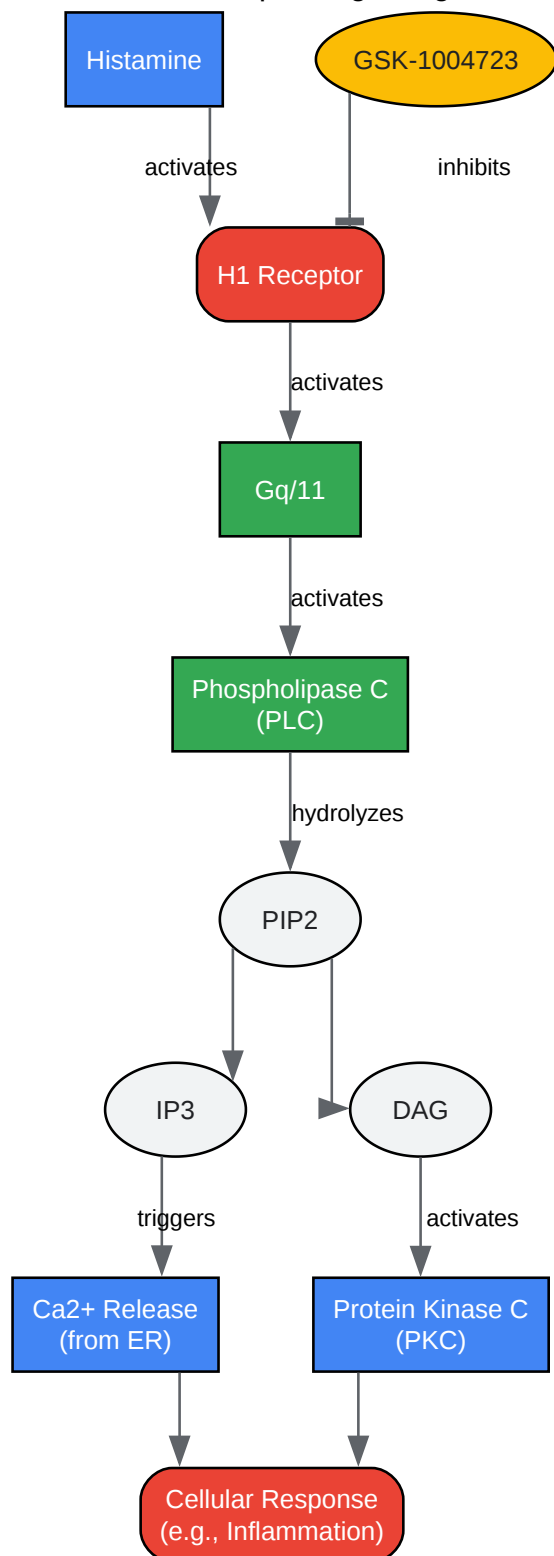 Histamine
GSK-1004723
activates
inhibits
H1 Receptor
activates
Gq/11
activates
Phospholipase C
(PLC)
hydrolyzes
PIP2
IP3
DAG
triggers
activates
Ca2+ Release
(from ER)
Protein Kinase C
(PKC)
Cellular Response
(e.g., Inflammation)